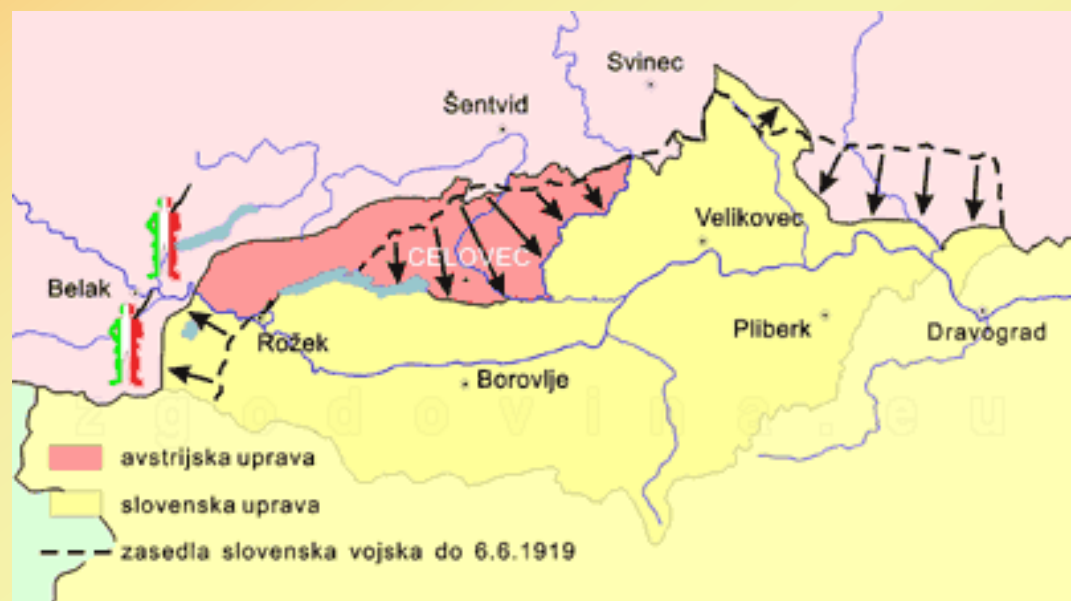 Svinec
Šentvid
Velikovec
CELOVEC
Belak
Rožek
Pliberk
Dravograd
Borovlje
zgodovina.eu
avstrijska uprava
slovenska uprava
zasedla slovenska vojska do 6.6.1919